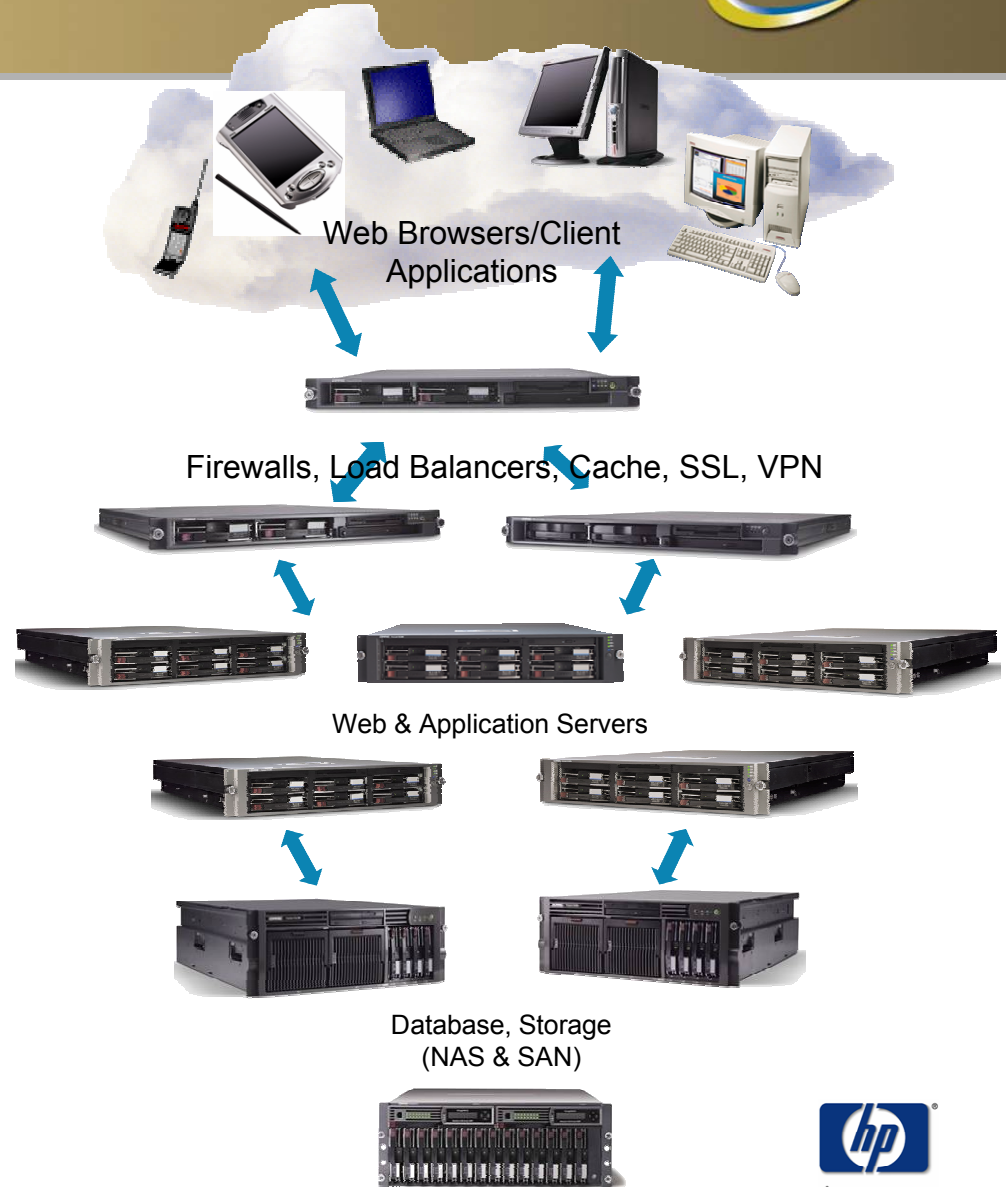 Web Browsers/Client
Applications
Firewalls, Load Balancers, Cache, SSL, VPN
Web & Application Servers
Database, Storage
(NAS & SAN)
hp